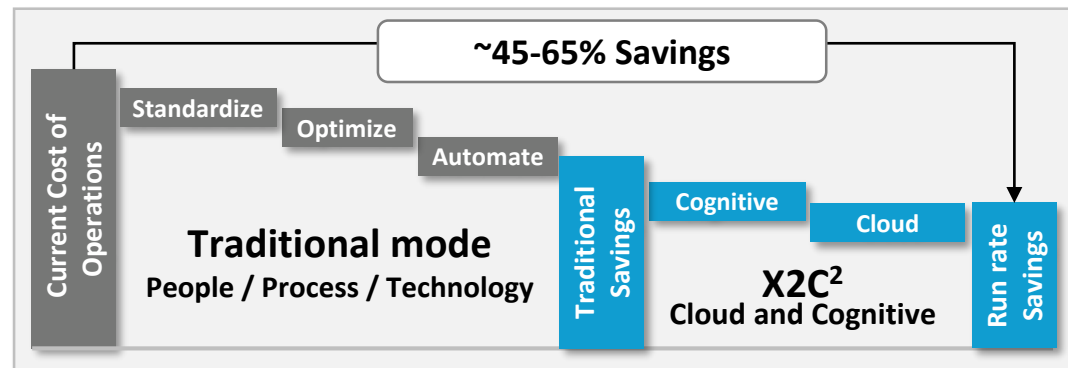 ~45-65% Savings
Current Cost of
Operations
Standardize
Optimize
Automate
Traditional mode
People / Process / Technology
Traditional
Savings
Cognitive
Cloud
X2C²
Cloud and Cognitive
Run rate
Savings